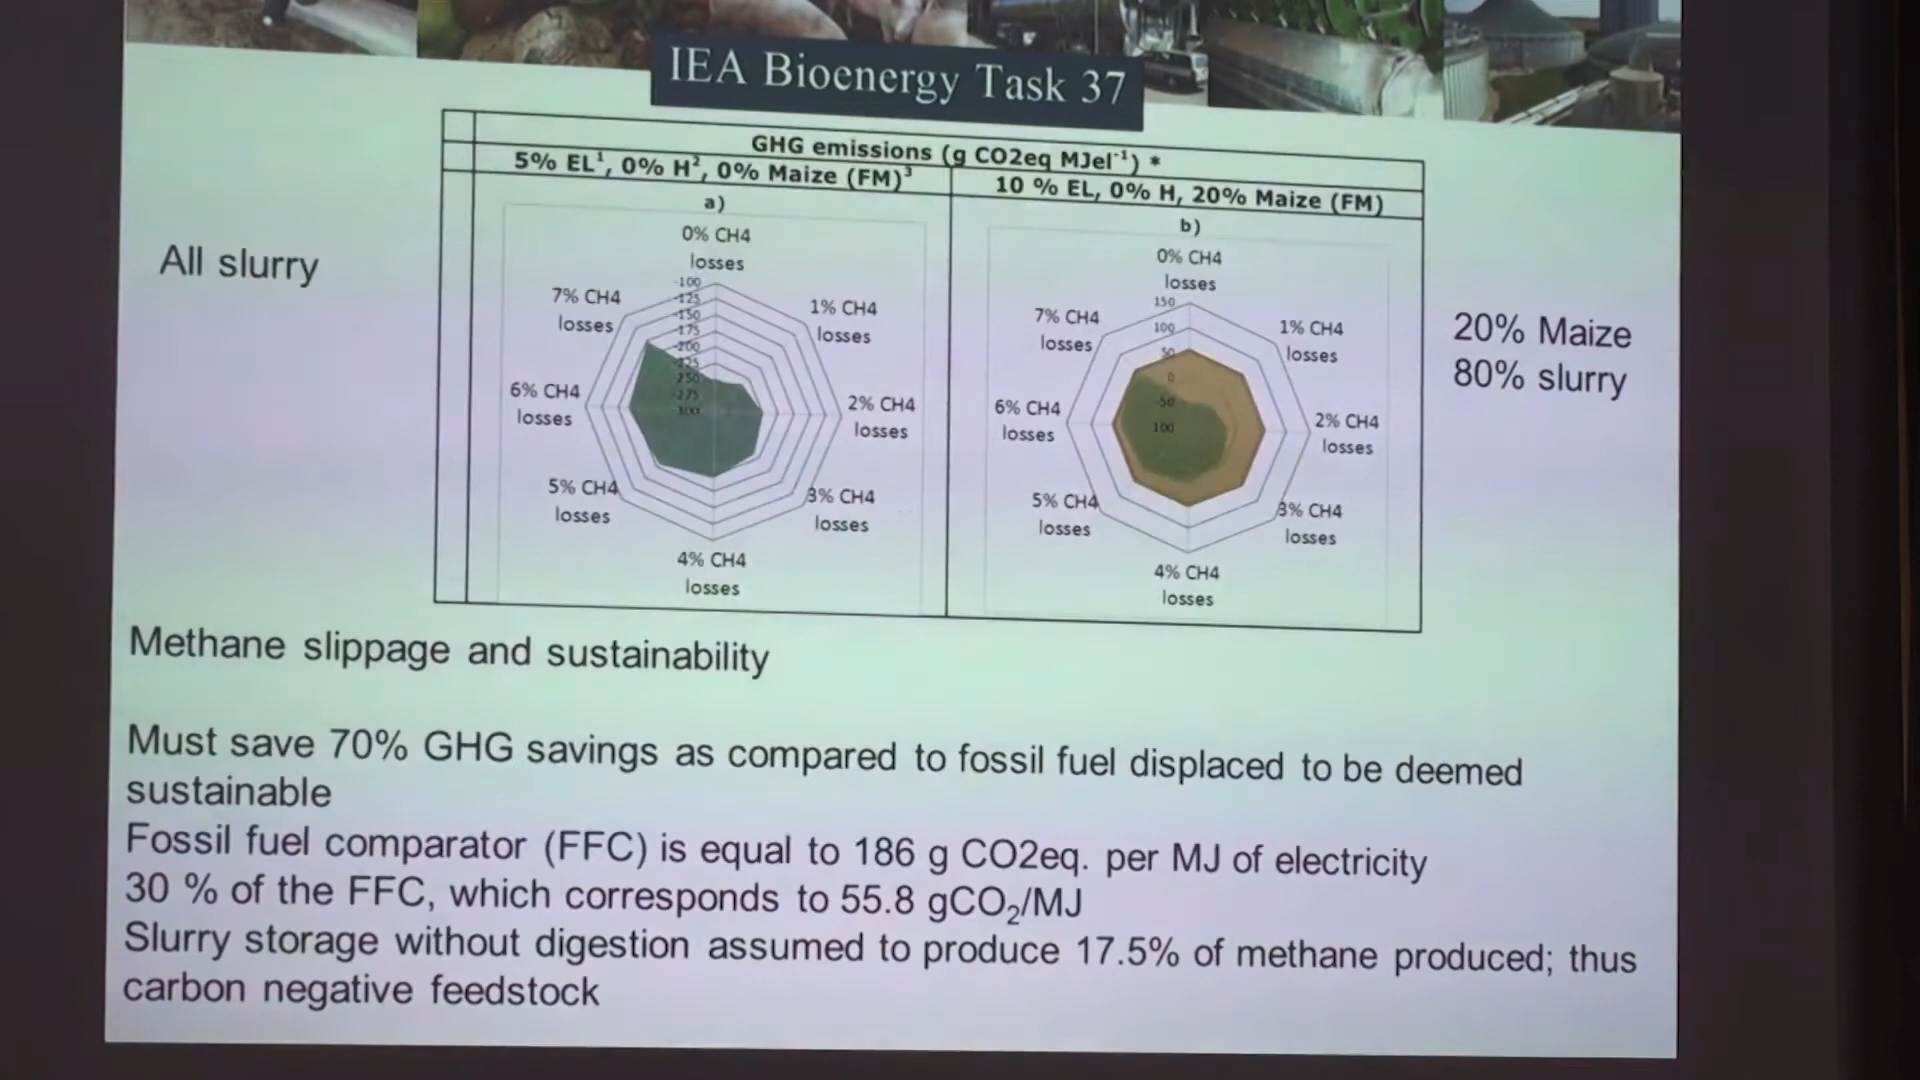 IEA Bioenergy Task 37
GHG emissions (g CO2eq MJel⁻¹) *
5% EL¹, 0% H², 0% Maize (FM)³
10 % EL, 0% H, 20% Maize (FM)
All slurry
a)
0% CH4
losses
1% CH4
losses
2% CH4
losses
3% CH4
losses
4% CH4
losses
5% CH4
losses
6% CH4
losses
7% CH4
losses
-100
-125
-150
-175
-200
b)
0% CH4
losses
1% CH4
losses
2% CH4
losses
3% CH4
losses
4% CH4
losses
5% CH4
losses
6% CH4
losses
7% CH4
losses
150
100
50
0
-50
100
20% Maize
80% slurry
Methane slippage and sustainability
Must save 70% GHG savings as compared to fossil fuel displaced to be deemed
sustainable
Fossil fuel comparator (FFC) is equal to 186 g CO2eq. per MJ of electricity
30 % of the FFC, which corresponds to 55.8 gCO₂/MJ
Slurry storage without digestion assumed to produce 17.5% of methane produced; thus
carbon negative feedstock